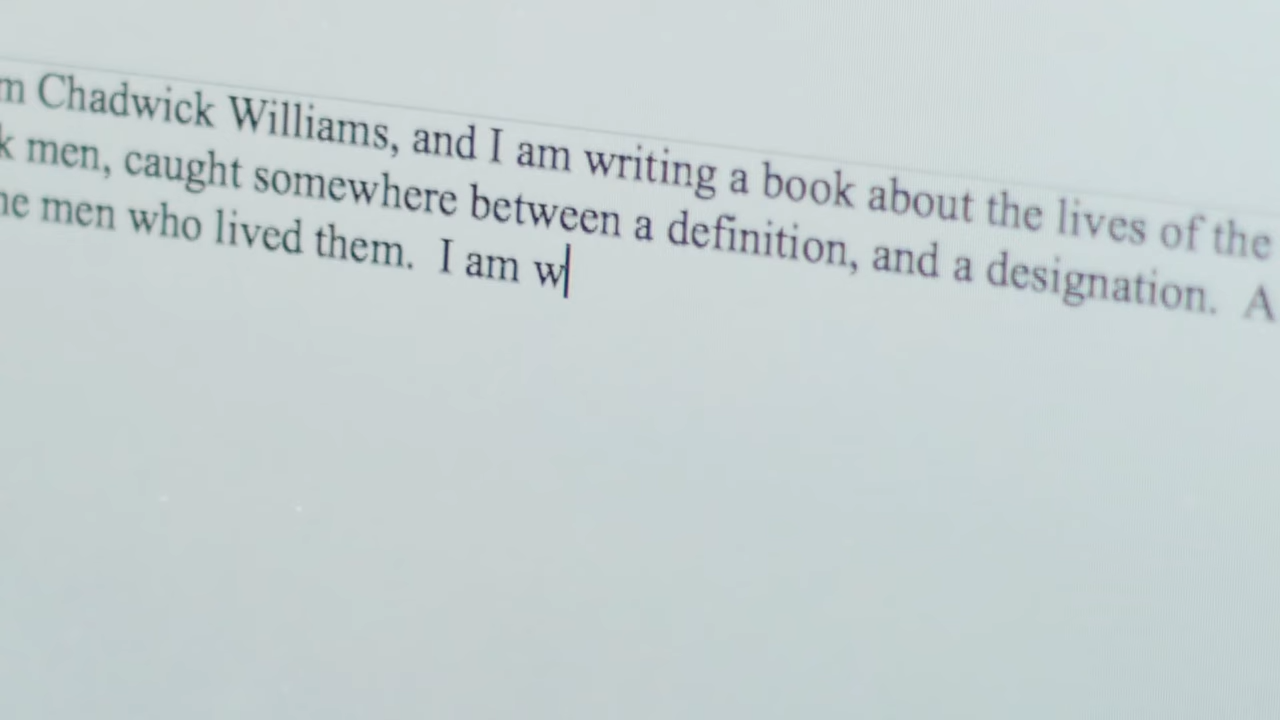 m Chadwick Williams, and I am writing a book about the lives of the
k men, caught somewhere between a definition, and a designation. A
he men who lived them. I am w